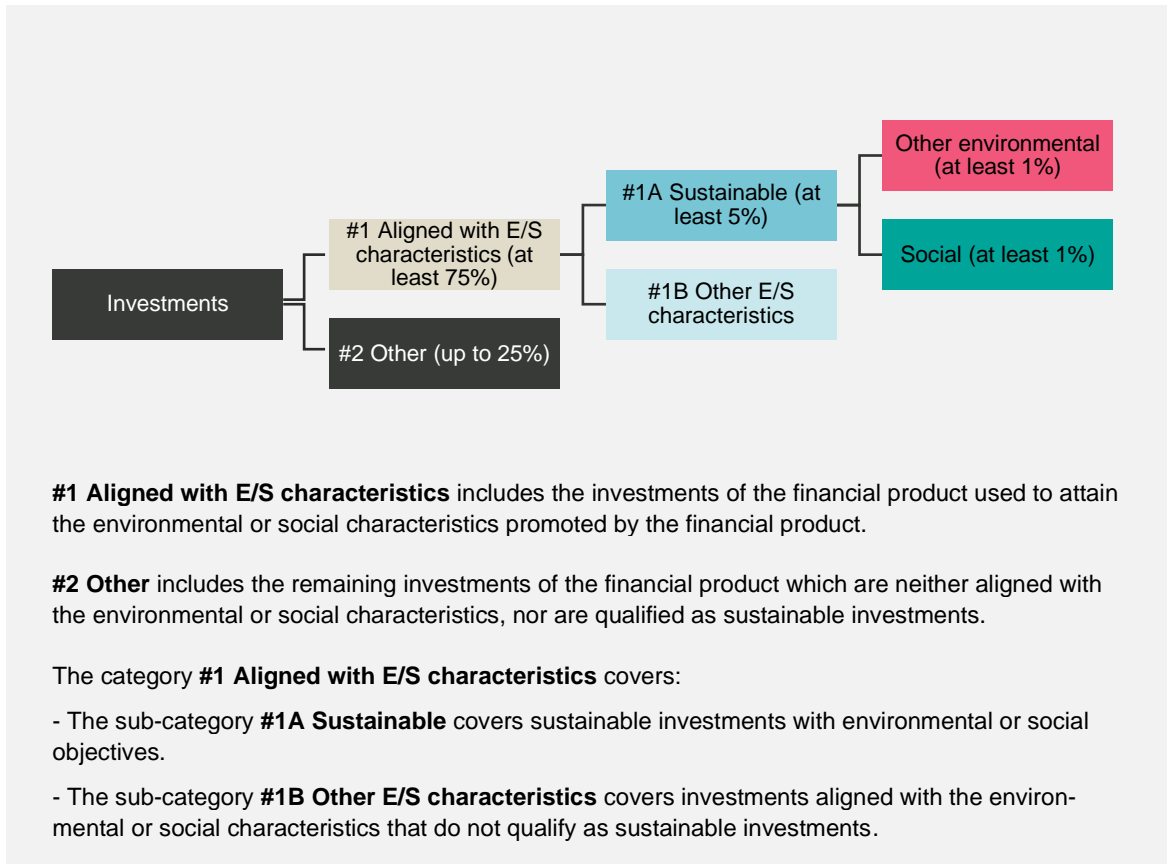 Investments
#1 Aligned with E/S
characteristics (at
least 75%)
#2 Other (up to 25%)
#1A Sustainable (at
least 5%)
#1B Other E/S
characteristics
Other environmental
(at least 1%)
Social (at least 1%)
#1 Aligned with E/S characteristics includes the investments of the financial product used to attain
the environmental or social characteristics promoted by the financial product.
#2 Other includes the remaining investments of the financial product which are neither aligned with
the environmental or social characteristics, nor are qualified as sustainable investments.
The category #1 Aligned with E/S characteristics covers:
- The sub-category #1A Sustainable covers sustainable investments with environmental or social
objectives.
- The sub-category #1B Other E/S characteristics covers investments aligned with the environ-
mental or social characteristics that do not qualify as sustainable investments.